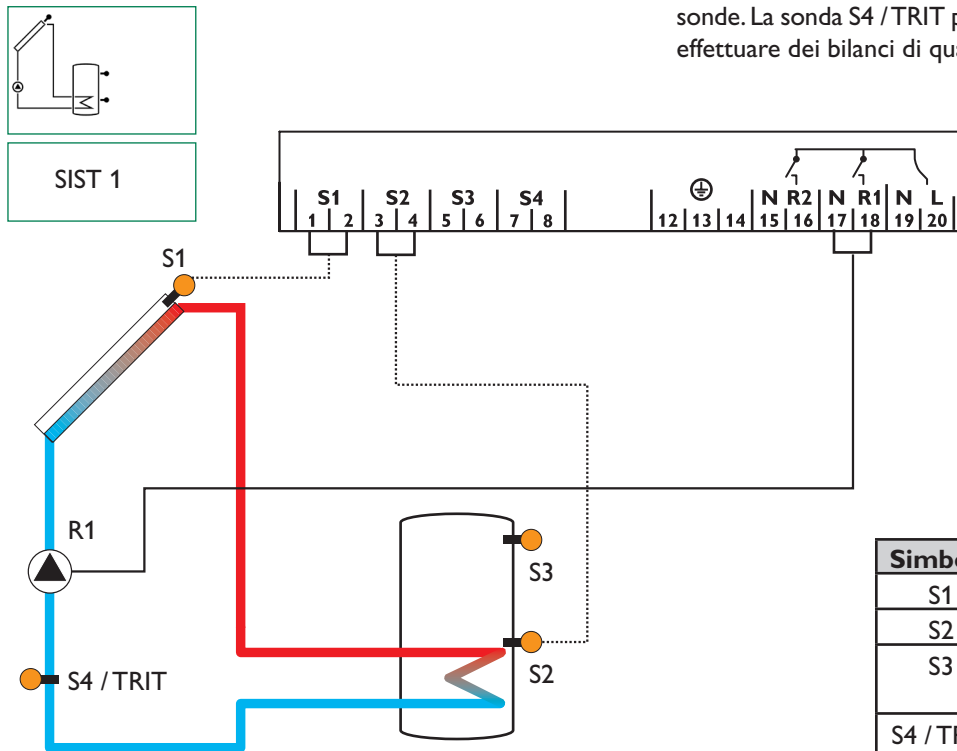 sonde. La sonda S4 / TRIT
effettuare dei bilanci di
SIST 1
S1 S2 S3 S4 N R2 N R1 N L
1 2 3 4 5 6 7 8 12 13 14 15 16 17 18 19 20
S1
R1
S3
S2
S4 / TRIT
S1
S2
S3
S4 /